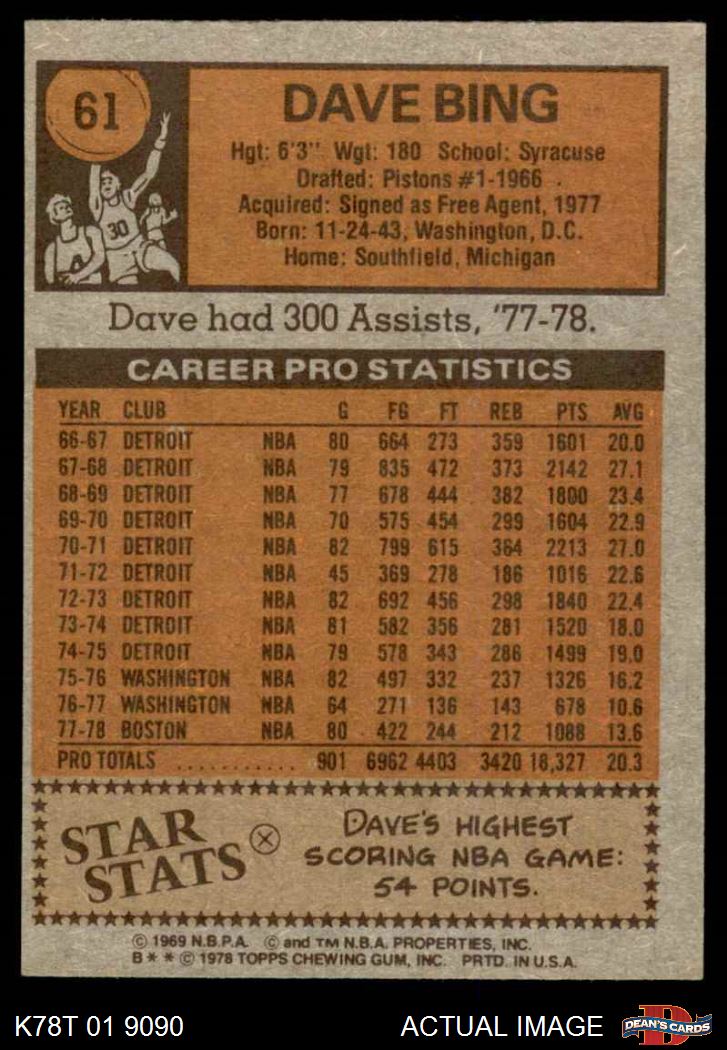 61
30
DAVE BING
Hgt: 6'3" Wgt: 180 School: Syracuse
Drafted: Pistons #1-1966
Acquired: Signed as Free Agent, 1977
Born: 11-24-43, Washington, D.C.
Home: Southfield, Michigan
Dave had 300 Assists, '77-78.
CAREER PRO STATISTICS
YEAR CLUB G FG FT REB PTS AVG
66-67 DETROIT NBA 80 664 273 359 1601 20.0
67-68 DETROIT NBA 79 835 472 373 2142 27.1
68-69 DETROIT NBA 77 678 444 382 1800 23.4
69-70 DETROIT NBA 70 575 454 299 1604 22.9
70-71 DETROIT NBA 82 799 615 364 2213 27.0
71-72 DETROIT NBA 45 369 278 186 1016 22.6
72-73 DETROIT NBA 82 692 456 298 1840 22.4
73-74 DETROIT NBA 81 582 356 281 1520 18.0
74-75 DETROIT NBA 79 578 343 286 1499 19.0
75-76 WASHINGTON NBA 82 497 332 237 1326 16.2
76-77 WASHINGTON NBA 64 271 136 143 678 10.6
77-78 BOSTON NBA 80 422 244 212 1088 13.6
PRO TOTALS ........... 901 6962 4403 3420 18,327 20.3
STAR
STATS
DAVE'S HIGHEST
SCORING NBA GAME:
54 POINTS.
© 1969 N.B.P.A. © and ™ N.B.A. PROPERTIES, INC.
B * * © 1978 TOPPS CHEWING GUM, INC. PRTD. IN U.S.A.
K78T 01 9090 ACTUAL IMAGE
D
DEAN'S CARDS